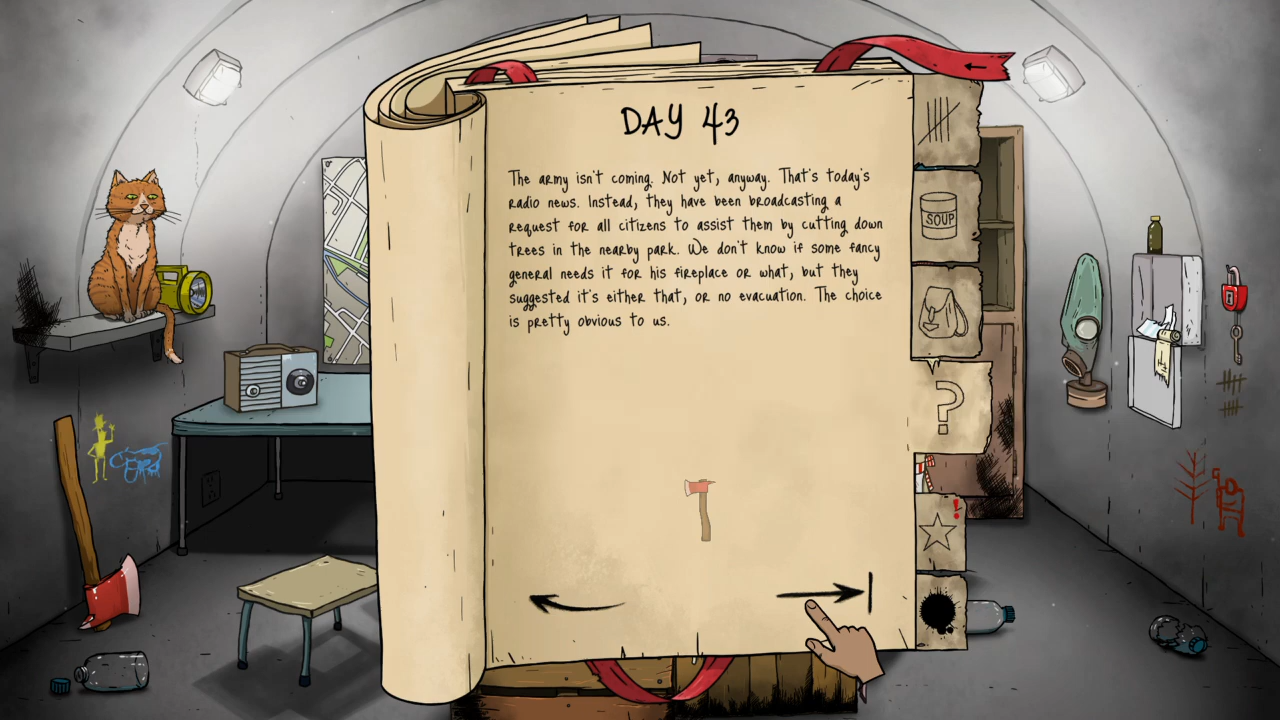 DAY 43
The army isn't coming. Not yet, anyway. That's today's
radio news. Instead, they have been broadcasting a
request for all citizens to assist them by cutting down
trees in the nearby park. We don't know if some fancy
general needs it for his fireplace or what, but they
suggested it's either that, or no evacuation. The choice
is pretty obvious to us.
SOUP
?
!